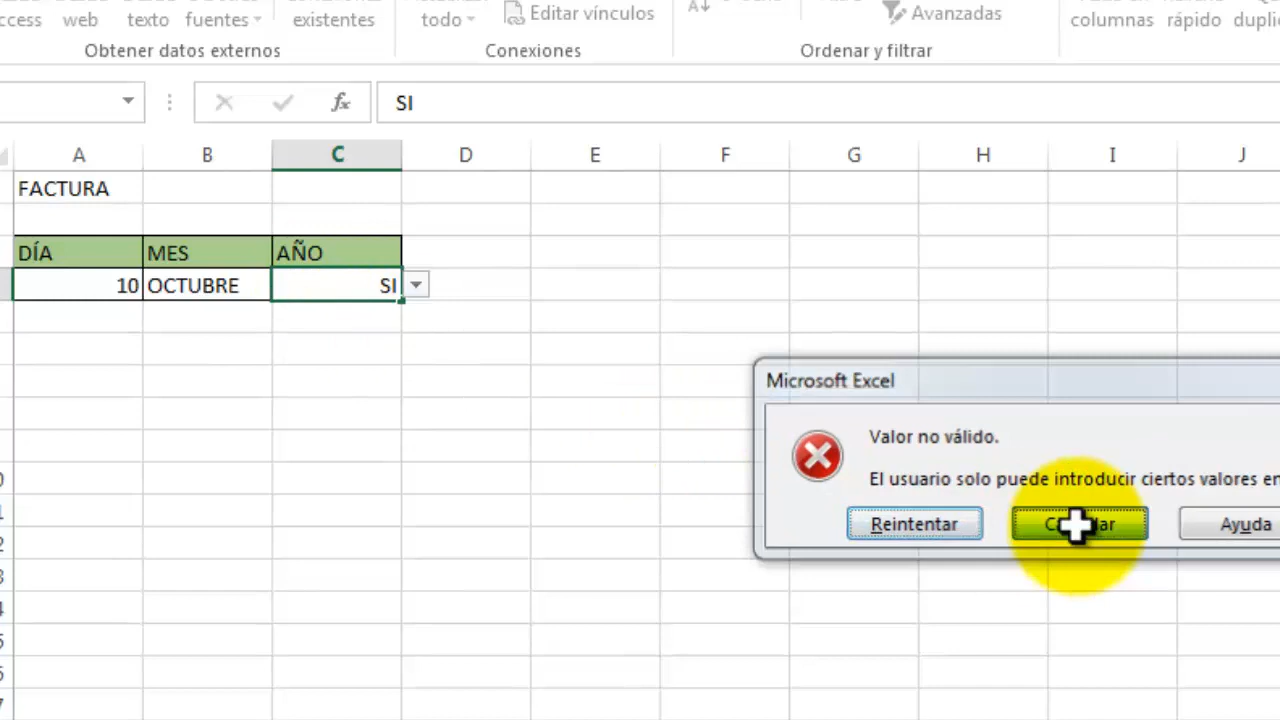 web texto fuentes existentes todo Editar vínculos Avanzadas columnas rápido
Obtener datos externos Conexiones Ordenar y filtrar
fx SI
A B C D E F G H I J
FACTURA
DÍA MES AÑO
10 OCTUBRE SI
Microsoft Excel
Valor no válido.
El usuario solo puede introducir ciertos valores en
Reintentar Ayuda